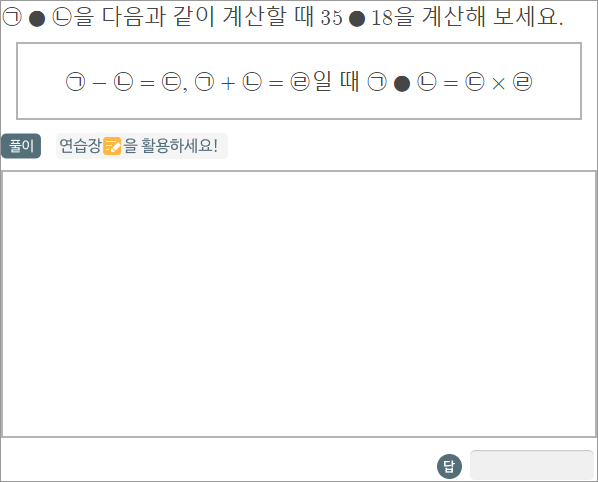 ㉠ ● ㉡을 다음과 같이 계산할 때 35 ● 18을 계산해 보세요.
㉠ − ㉡ = ㉢, ㉠ + ㉡ = ㉣일 때 ㉠ ● ㉡ = ㉢ × ㉣
풀이 연습장을 활용하세요!
답